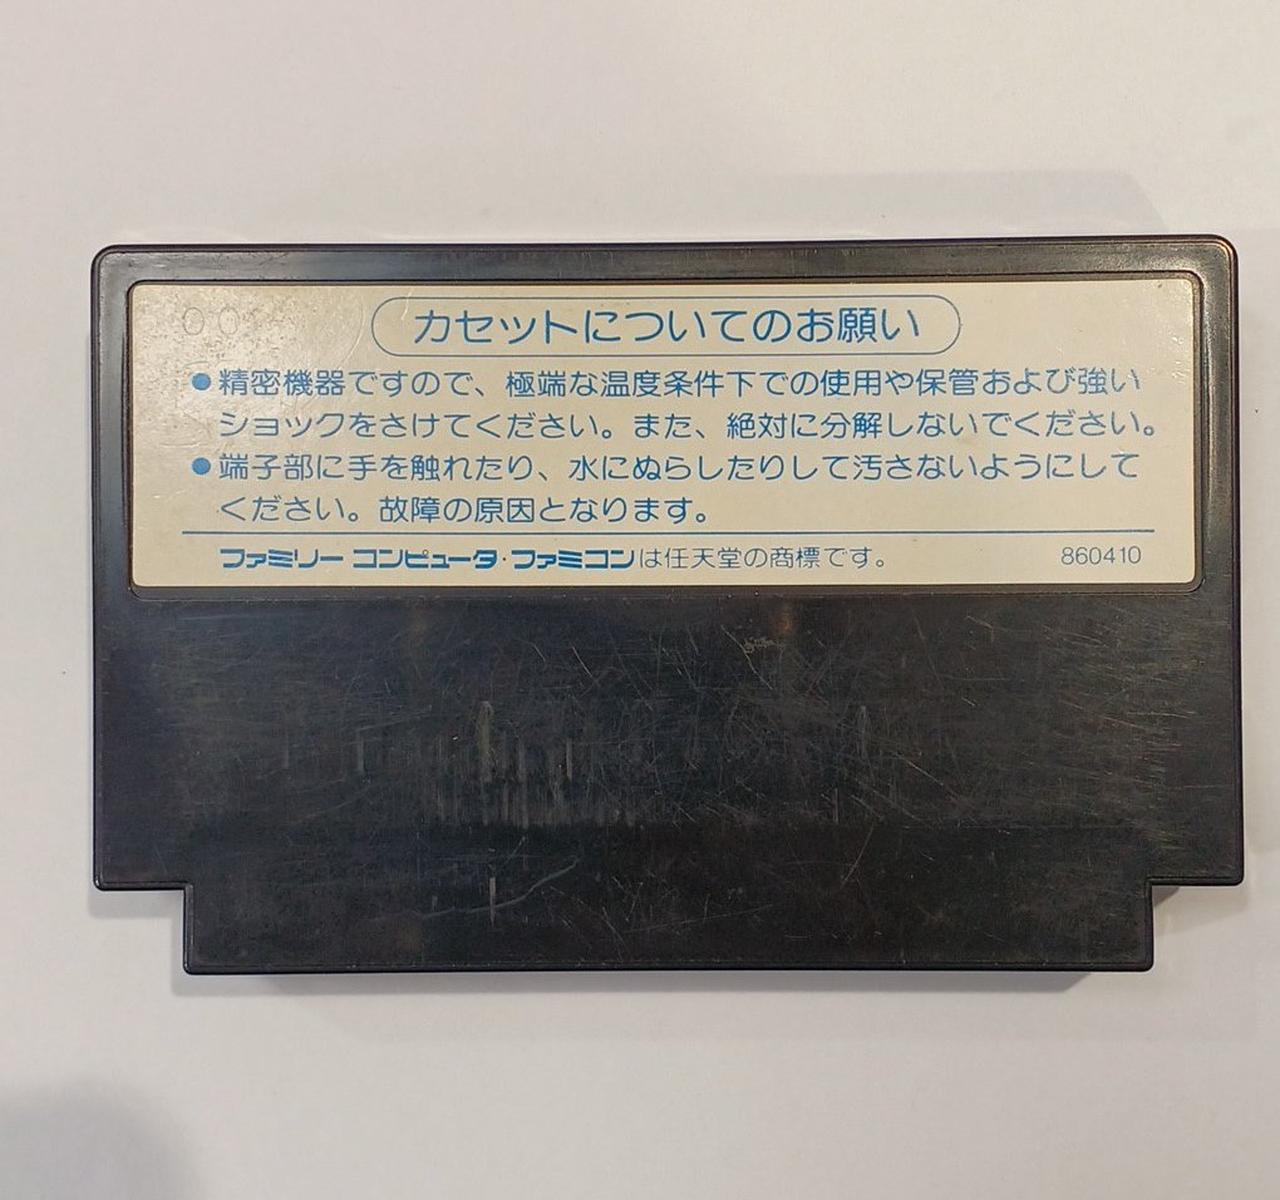 00
カセットについてのお願い
●精密機器ですので、極端な温度条件下での使用や保管および強い
ショックをさけてください。また、絶対に分解しないでください。
●端子部に手を触れたり、水にぬらしたりして汚さないようにして
ください。故障の原因となります。
ファミリー コンピュータ・ファミコンは任天堂の商標です。 860410